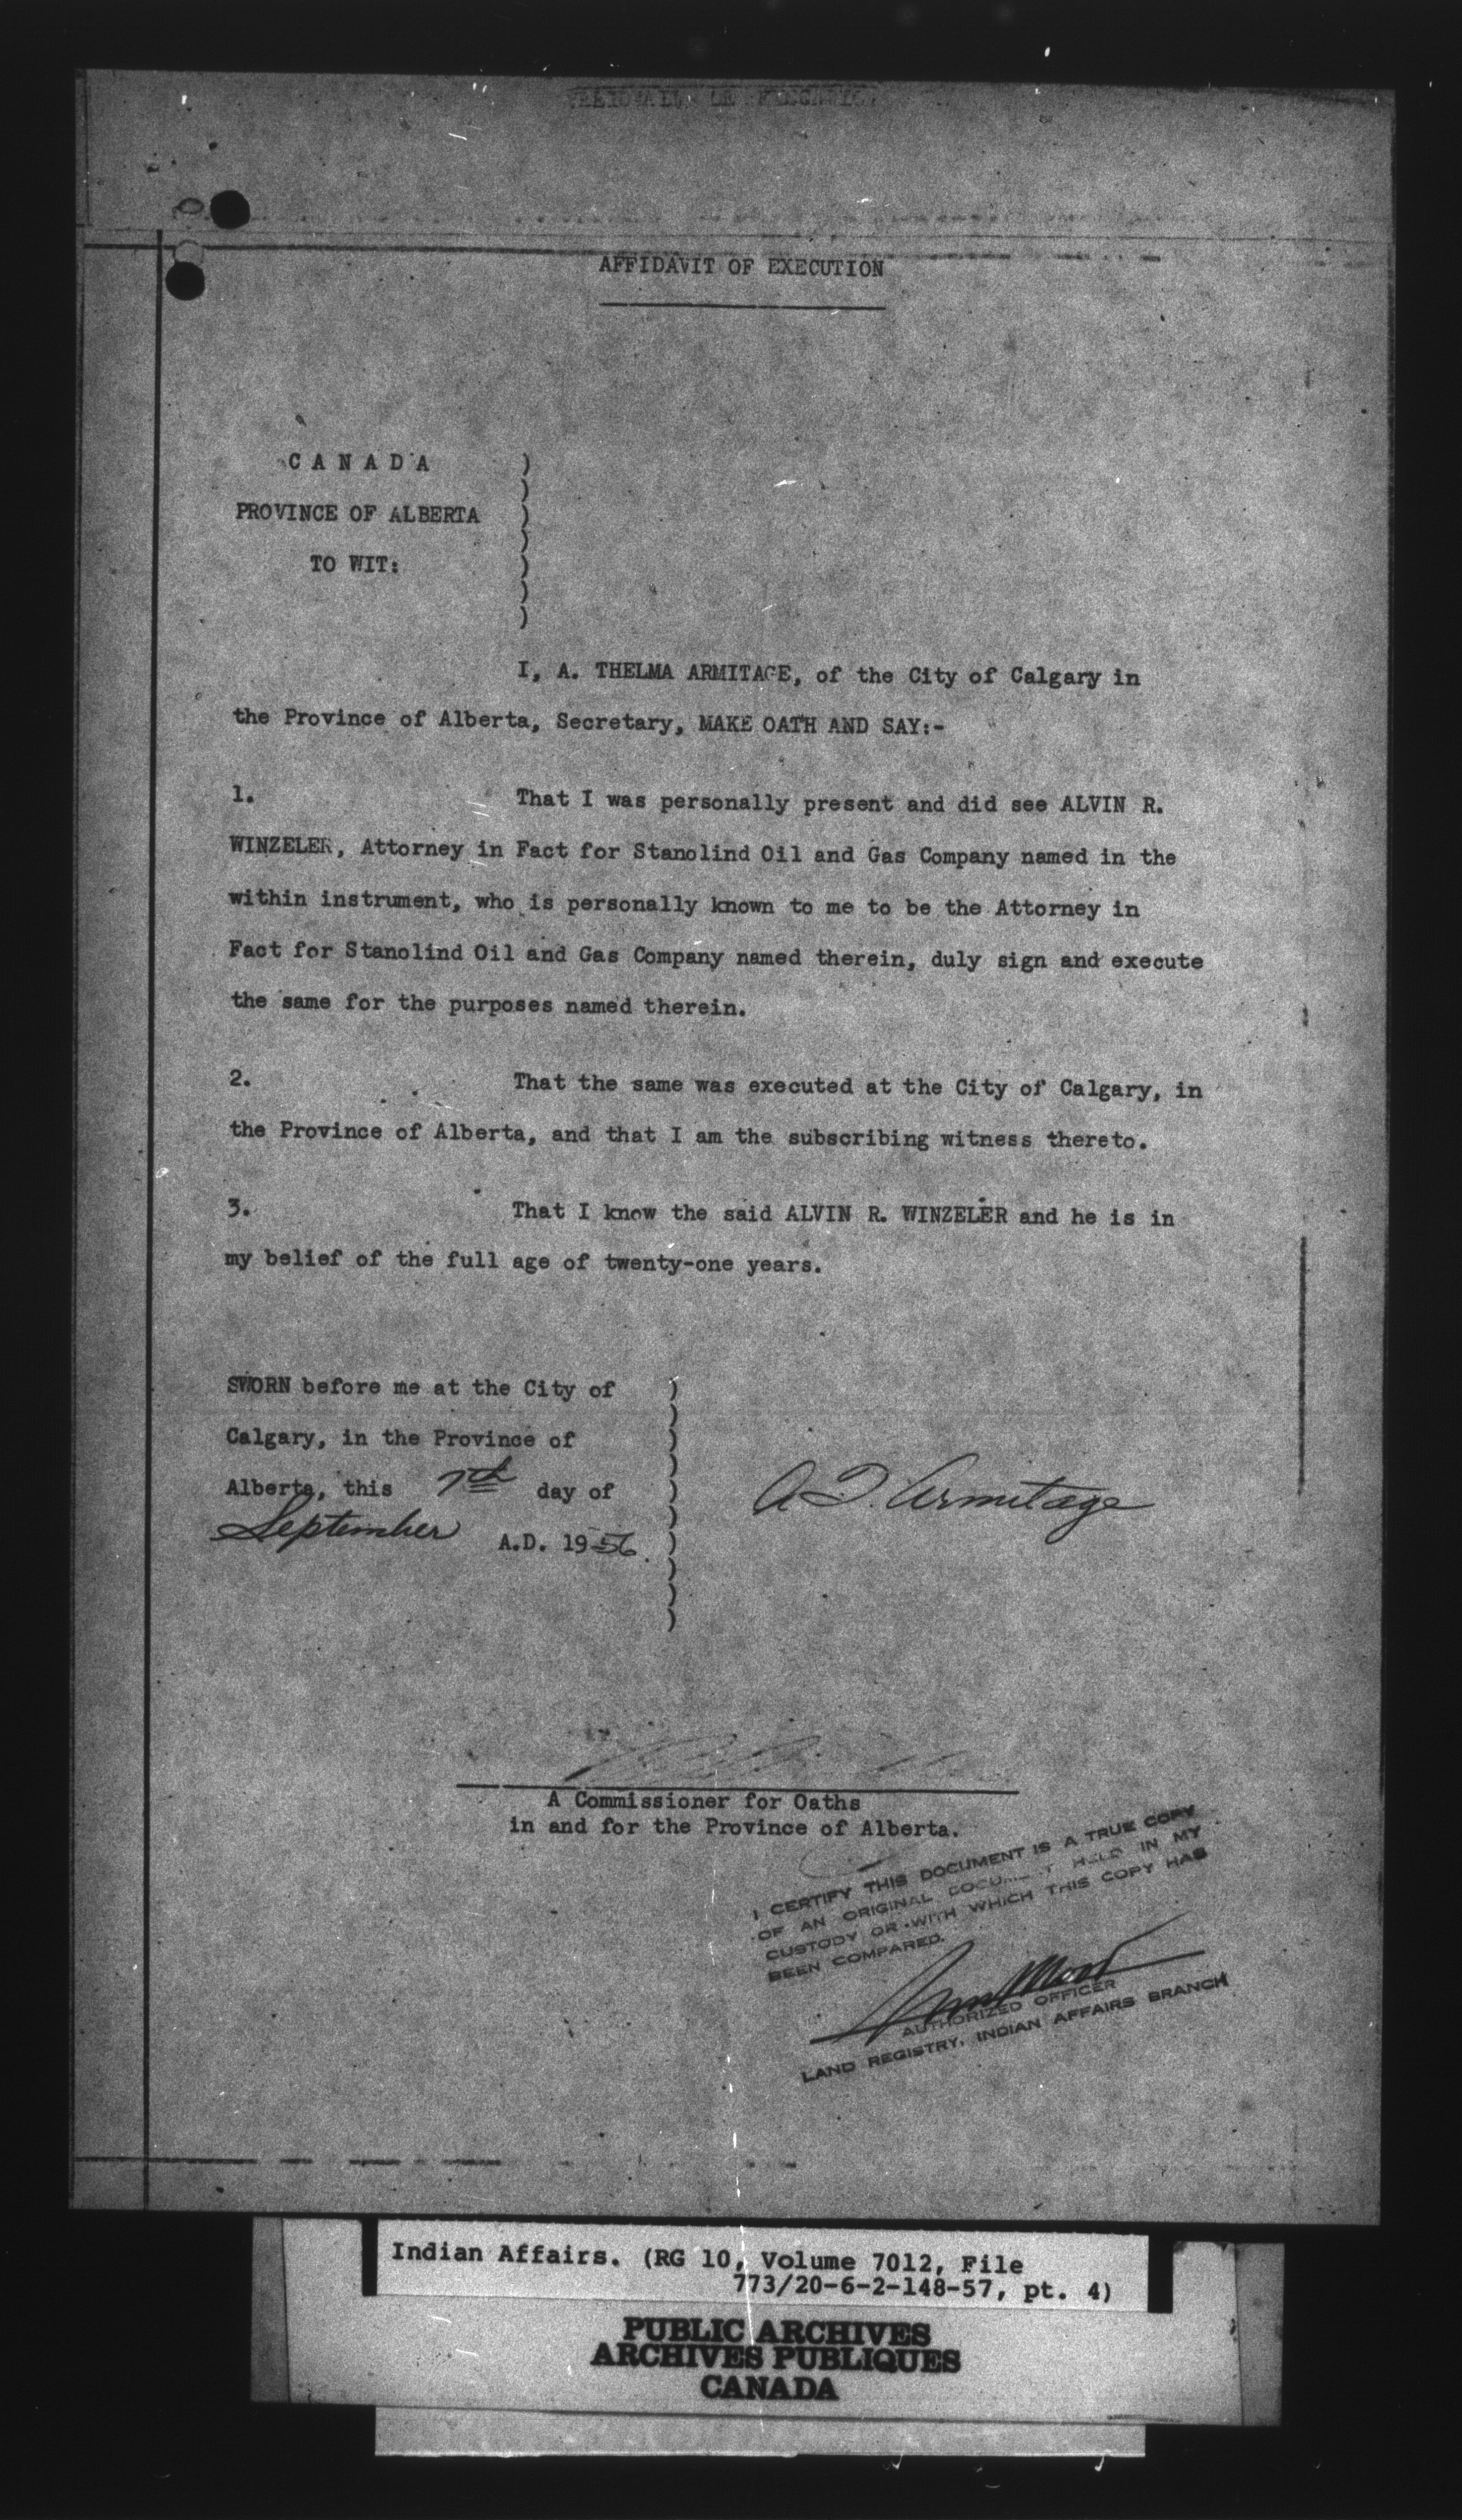 AFFIDAVIT OF EXECUTION
C A N A D A )
)
PROVINCE OF ALBERTA )
)
TO WIT: )
)
)
I, A. THELMA ARMITAGE, of the City of Calgary in
the Province of Alberta, Secretary, MAKE OATH AND SAY:-
1. That I was personally present and did see ALVIN R.
WINZELER, Attorney in Fact for Stanolind Oil and Gas Company named in the
within instrument, who is personally known to me to be the Attorney in
Fact for Stanolind Oil and Gas Company named therein, duly sign and execute
the same for the purposes named therein.
2. That the same was executed at the City of Calgary, in
the Province of Alberta, and that I am the subscribing witness thereto.
3. That I know the said ALVIN R. WINZELER and he is in
my belief of the full age of twenty-one years.
SWORN before me at the City of )
)
Calgary, in the Province of )
)
Alberta, this 7th day of )
A T. Armitage
September A.D. 1956. )
)
)
A Commissioner for Oaths
in and for the Province of Alberta.
I CERTIFY THIS DOCUMENT IS A TRUE COPY
OF AN ORIGINAL DOCUMENT HELD IN MY
CUSTODY OR WITH WHICH THIS COPY HAS
BEEN COMPARED.
AUTHORIZED OFFICER
LAND REGISTRY, INDIAN AFFAIRS BRANCH
Indian Affairs. (RG 10, Volume 7012, File
773/20-6-2-148-57, pt. 4)
PUBLIC ARCHIVES
ARCHIVES PUBLIQUES
CANADA